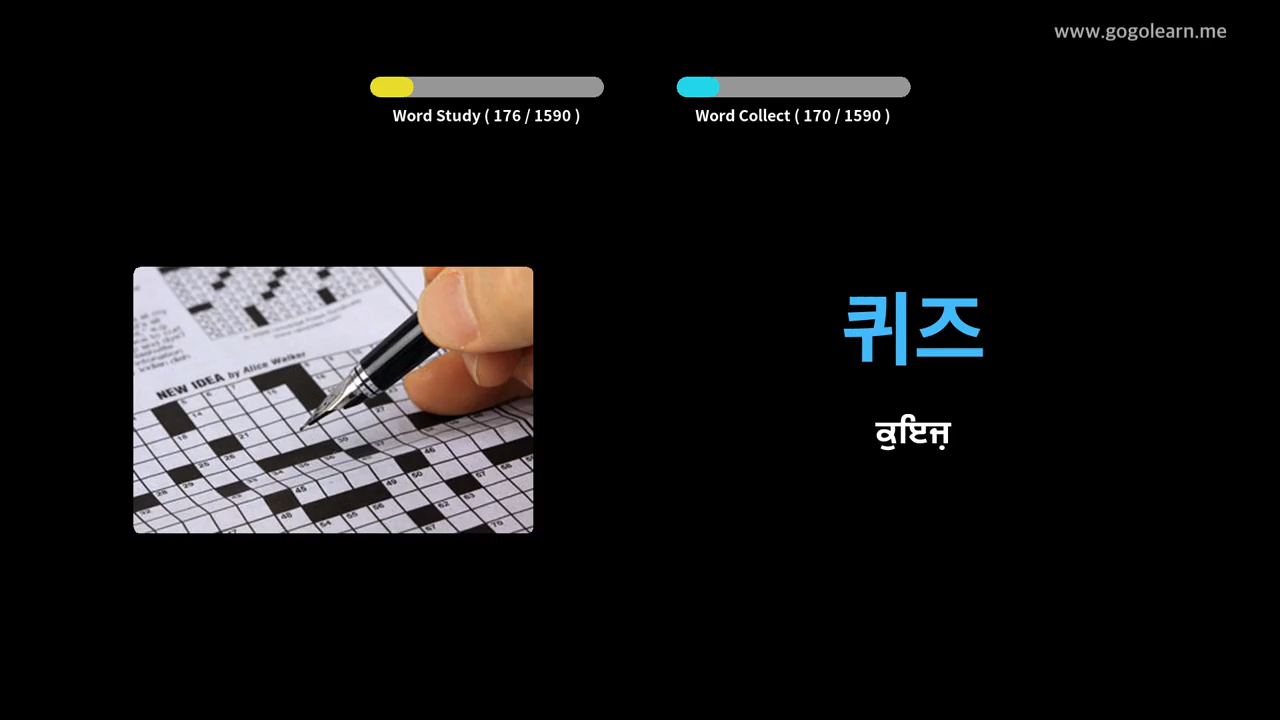 www.gogolearn.me
Word Study ( 176 / 1590 )
Word Collect ( 170 / 1590 )
NEW IDEA by Alice Walker
퀴즈
ਕੁਇਜ਼